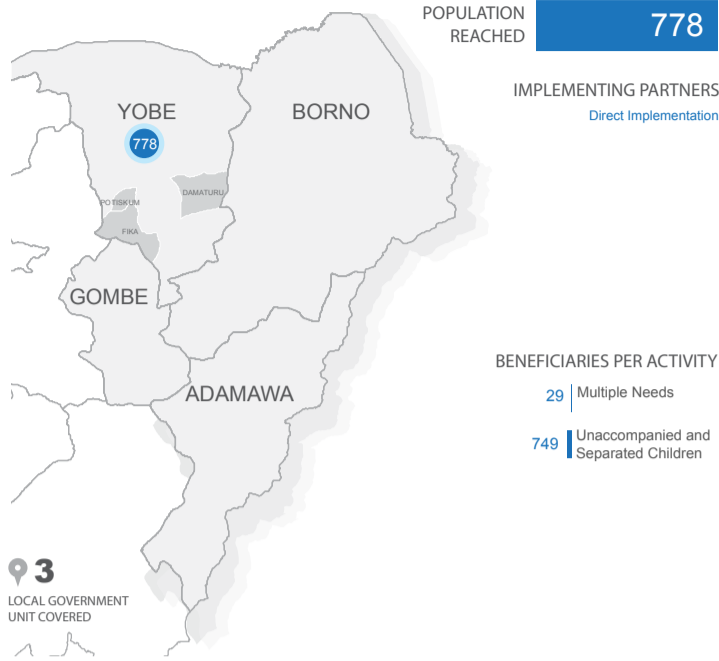 POPULATION
REACHED
778
IMPLEMENTING PARTNERS
Direct Implementation
YOBE
778
BORNO
DAMATURU
POTISKUM
FIKA
GOMBE
ADAMAWA
BENEFICIARIES PER ACTIVITY
29 Multiple Needs
749 Unaccompanied and
Separated Children
3
LOCAL GOVERNMENT
UNIT COVERED